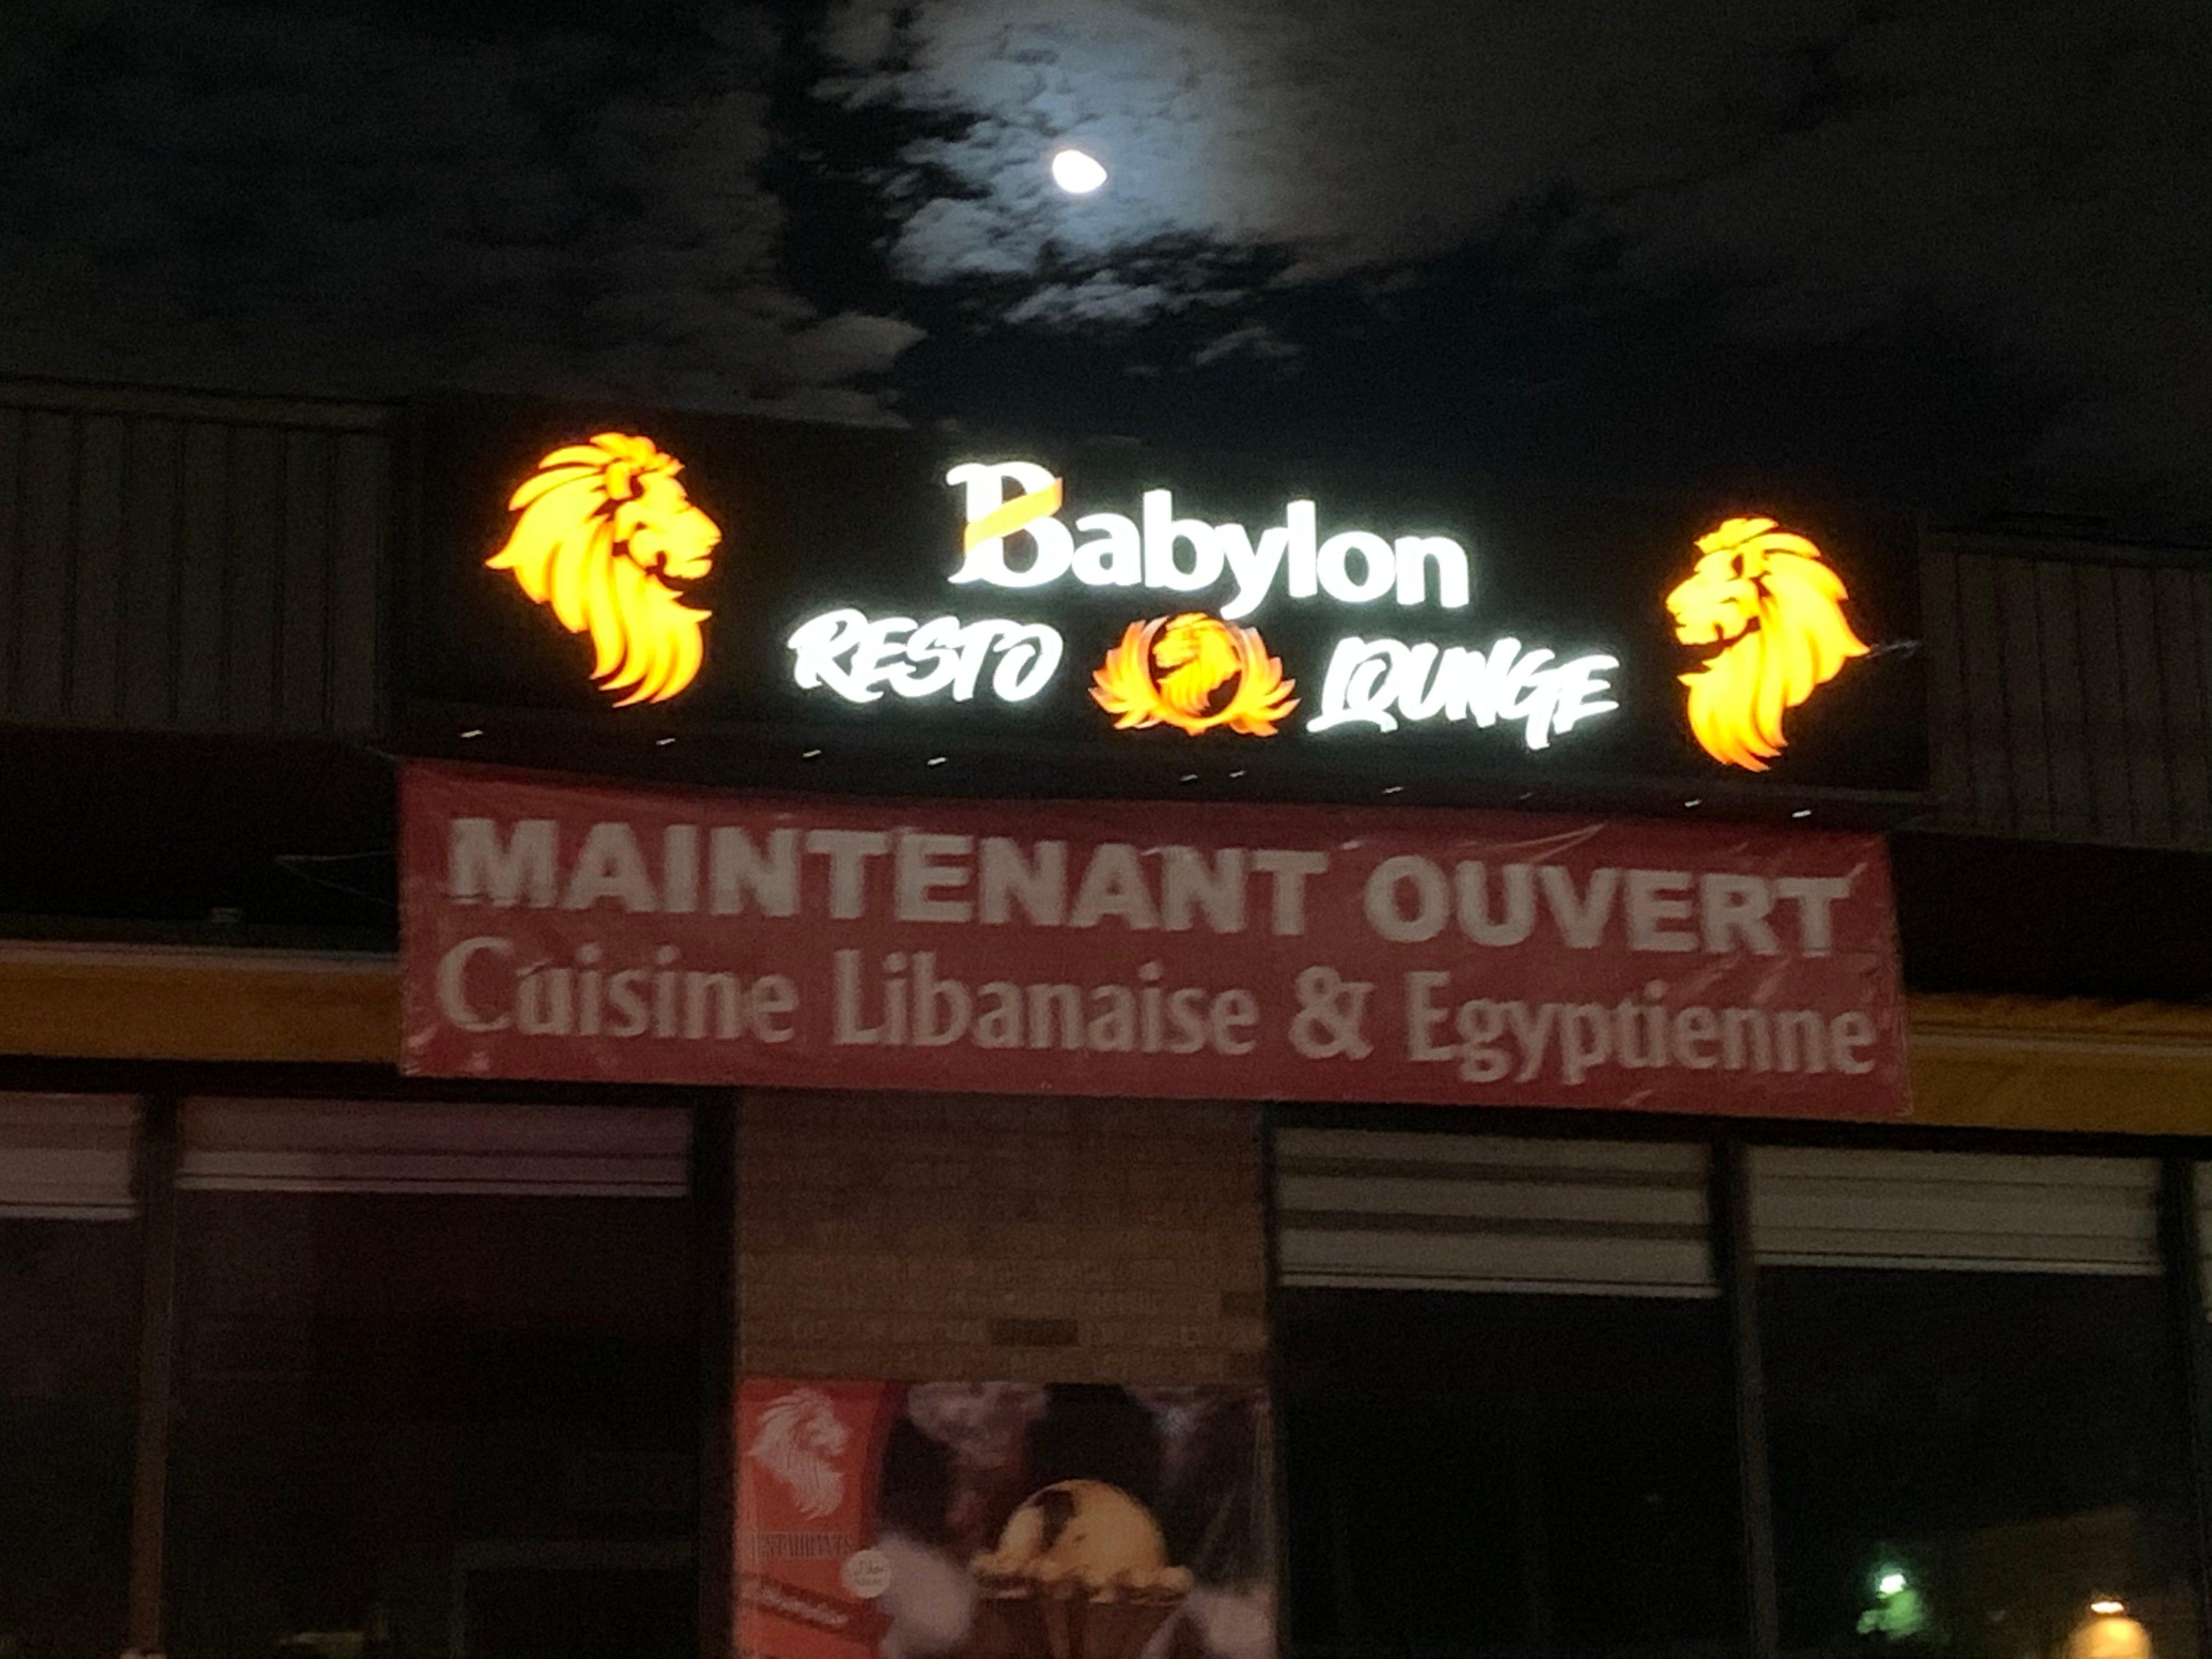 Babylon
RESTO LOUNGE
MAINTENANT OUVERT
Cuisine Libanaise & Egyptienne